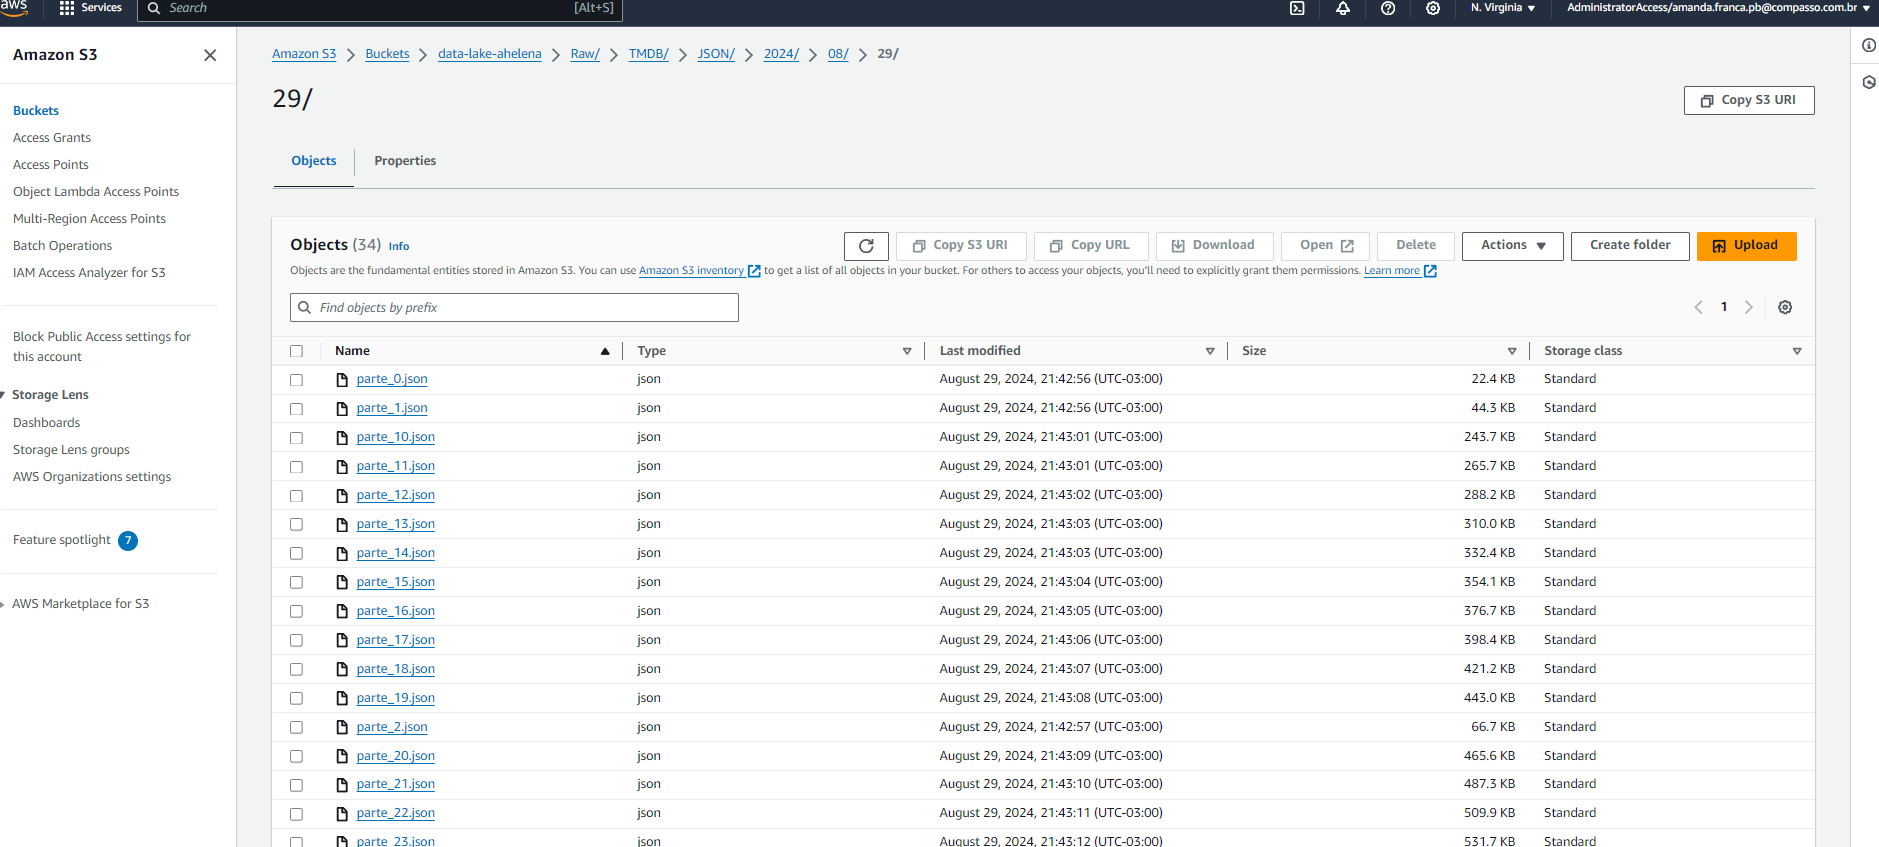 aws Services Search [Alt+S] N. Virginia AdministratorAccess/amanda.franca.pb@compasso.com.br
Amazon S3
Buckets
Access Grants
Access Points
Object Lambda Access Points
Multi-Region Access Points
Batch Operations
IAM Access Analyzer for S3
Block Public Access settings for
this account
Storage Lens
Dashboards
Storage Lens groups
AWS Organizations settings
Feature spotlight 7
AWS Marketplace for S3
Amazon S3 Buckets data-lake-ahelena Raw/ TMDB/ JSON/ 2024/ 08/ 29/
29/
Copy S3 URI
Objects Properties
Objects (34) Info
Copy S3 URI Copy URL Download Open Delete Actions Create folder Upload
Objects are the fundamental entities stored in Amazon S3. You can use Amazon S3 inventory to get a list of all objects in your bucket. For others to access your objects, you'll need to explicitly grant them permissions. Learn more
Find objects by prefix
1
Name Type Last modified Size Storage class
parte_0.json json August 29, 2024, 21:42:56 (UTC-03:00) 22.4 KB Standard
parte_1.json json August 29, 2024, 21:42:56 (UTC-03:00) 44.3 KB Standard
parte_10.json json August 29, 2024, 21:43:01 (UTC-03:00) 243.7 KB Standard
parte_11.json json August 29, 2024, 21:43:01 (UTC-03:00) 265.7 KB Standard
parte_12.json json August 29, 2024, 21:43:02 (UTC-03:00) 288.2 KB Standard
parte_13.json json August 29, 2024, 21:43:03 (UTC-03:00) 310.0 KB Standard
parte_14.json json August 29, 2024, 21:43:03 (UTC-03:00) 332.4 KB Standard
parte_15.json json August 29, 2024, 21:43:04 (UTC-03:00) 354.1 KB Standard
parte_16.json json August 29, 2024, 21:43:05 (UTC-03:00) 376.7 KB Standard
parte_17.json json August 29, 2024, 21:43:06 (UTC-03:00) 398.4 KB Standard
parte_18.json json August 29, 2024, 21:43:07 (UTC-03:00) 421.2 KB Standard
parte_19.json json August 29, 2024, 21:43:08 (UTC-03:00) 443.0 KB Standard
parte_2.json json August 29, 2024, 21:42:57 (UTC-03:00) 66.7 KB Standard
parte_20.json json August 29, 2024, 21:43:09 (UTC-03:00) 465.6 KB Standard
parte_21.json json August 29, 2024, 21:43:10 (UTC-03:00) 487.3 KB Standard
parte_22.json json August 29, 2024, 21:43:11 (UTC-03:00) 509.9 KB Standard
parte_23.json json August 29, 2024, 21:43:12 (UTC-03:00) 531.7 KB Standard